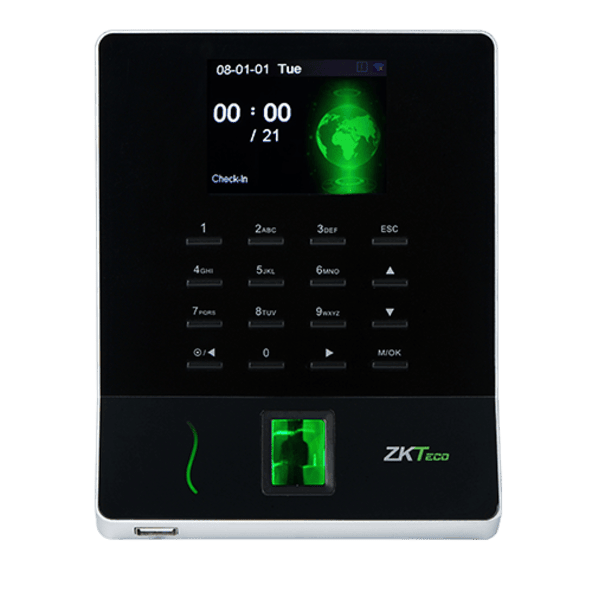 08-01-01 Tue
00 : 00
/ 21
Check-In
1 2ABC 3DEF ESC
4GHI 5JKL 6MNO ▲
7PQRS 8TUV 9WXYZ ▼
⊙/◀ 0 ▶ M/OK
ZKTECO